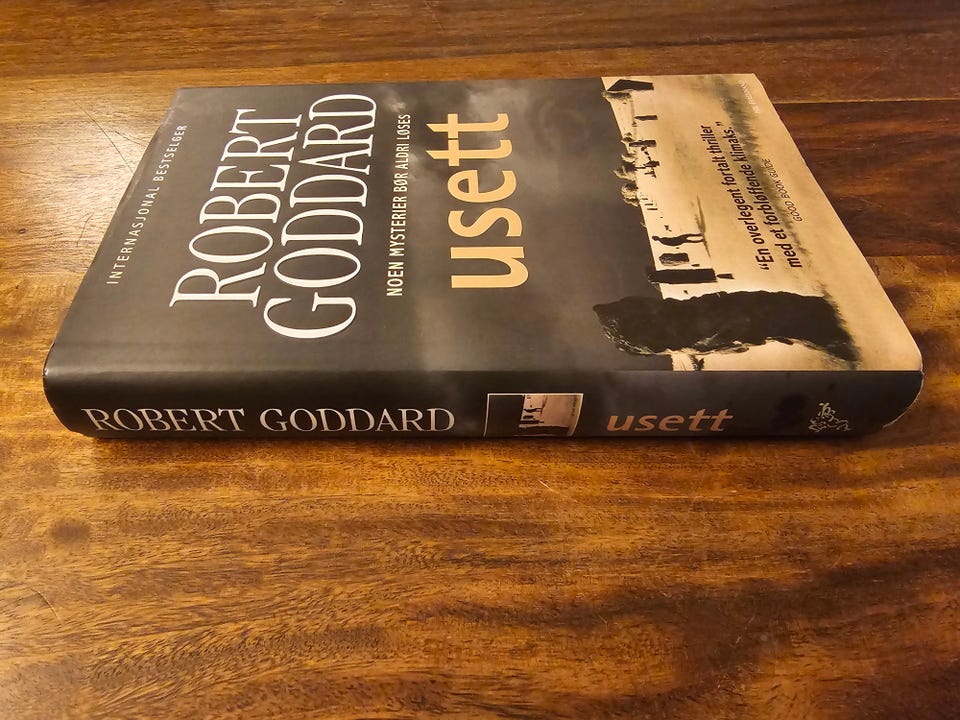 INTERNASJONAL BESTSELGER
ROBERT
GODDARD
NOEN MYSTERIER BØR ALDRI LØSES
usett
“En overlegent fortalt thriller
med et forbløffende klimaks.”
GOOD BOOK GUIDE
ROBERT GODDARD usett